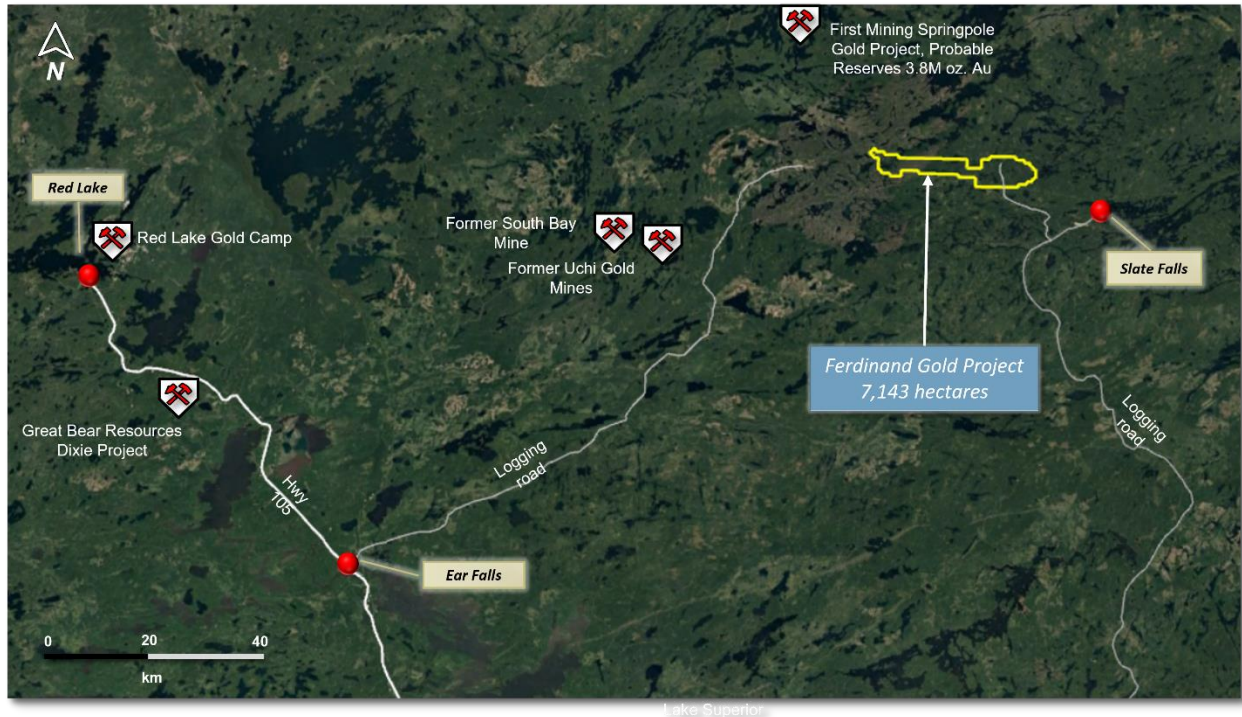 N
First Mining Springpole
Gold Project, Probable
Reserves 3.8M oz. Au
Red Lake
Red Lake Gold Camp
Former South Bay
Mine
Former Uchi Gold
Mines
Slate Falls
Ferdinand Gold Project
7,143 hectares
Great Bear Resources
Dixie Project
Logging
road
Logging
road
Hwy
105
Ear Falls
0 20 40
km
Lake Superior